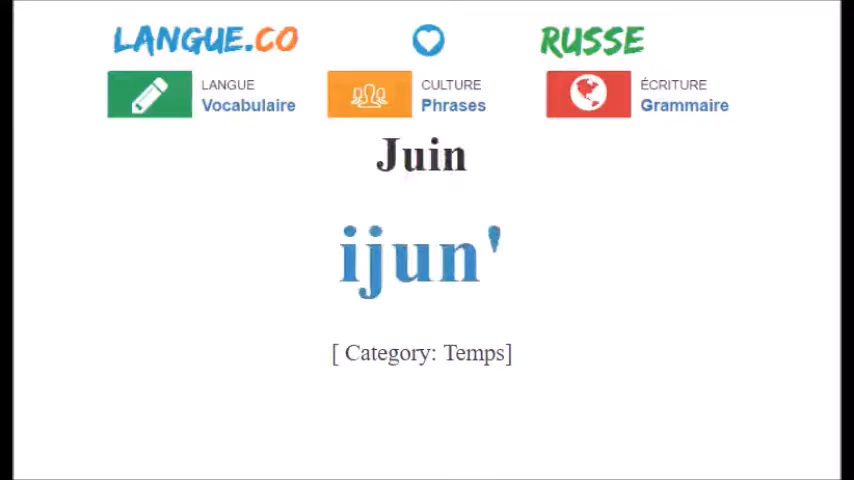 LANGUE.CO
RUSSE
LANGUE
Vocabulaire
CULTURE
Phrases
ÉCRITURE
Grammaire
Juin
ijun'
[ Category: Temps]